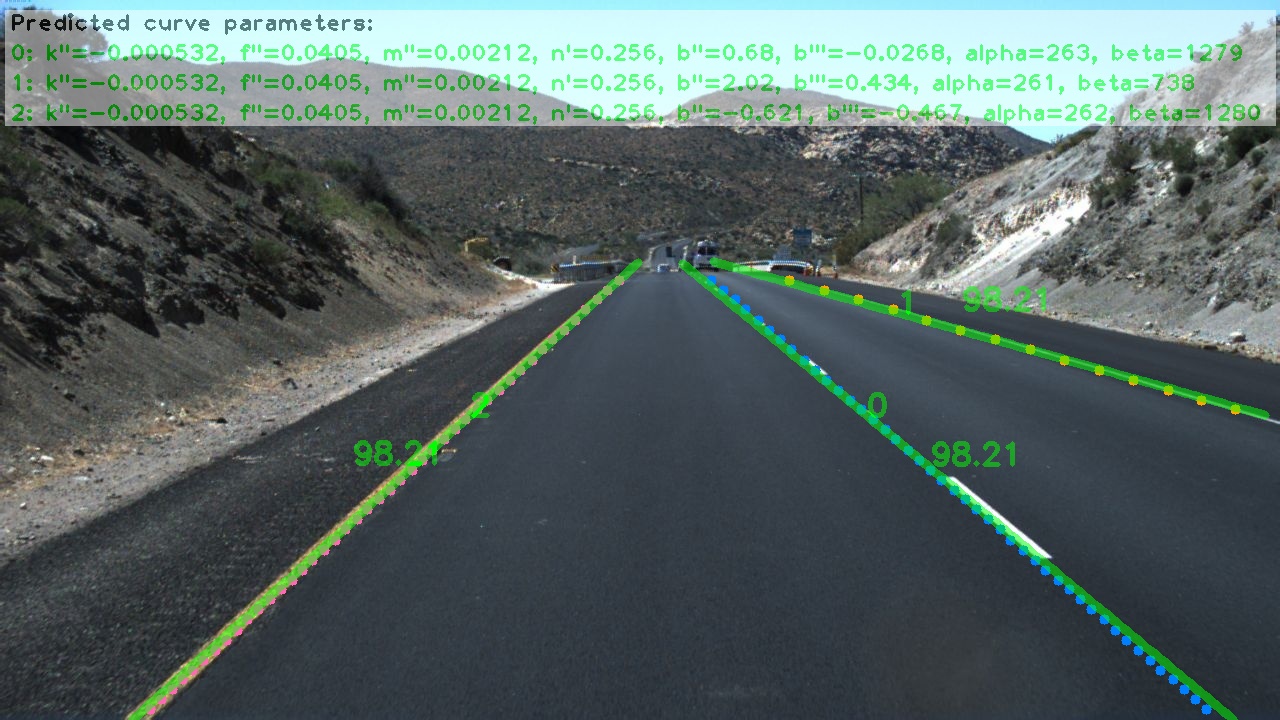 Predicted curve parameters:
0: k''=-0.000532, f''=0.0405, m''=0.00212, n'=0.256, b''=0.68, b'''=-0.0268, alpha=263, beta=1279
1: k''=-0.000532, f''=0.0405, m''=0.00212, n'=0.256, b''=2.02, b'''=0.434, alpha=261, beta=738
2: k''=-0.000532, f''=0.0405, m''=0.00212, n'=0.256, b''=-0.621, b'''=-0.467, alpha=262, beta=1280
1 98.21
2
0
98.21
98.21